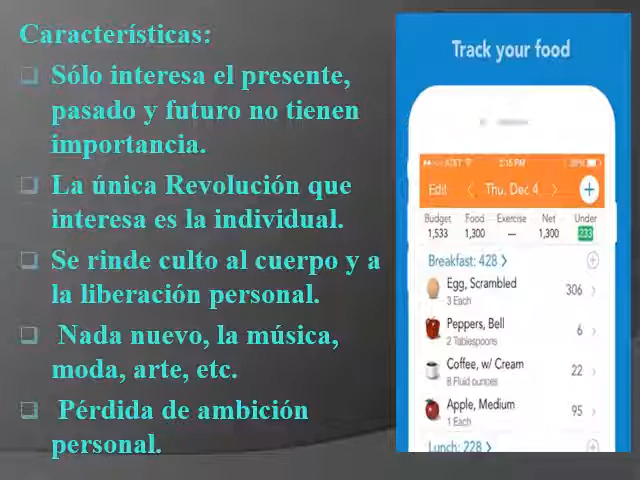 Características:
Sólo interesa el presente,
pasado y futuro no tienen
importancia.
La única Revolución que
interesa es la individual.
Se rinde culto al cuerpo y a
la liberación personal.
Nada nuevo, la música,
moda, arte, etc.
Pérdida de ambición
personal.
Track your food
AT&T 2:15 PM
Edit < Thu, Dec 4 > +
Budget Food Exercise Net Under
1,533 1,300 — 1,300 233
Breakfast: 428 >
Egg, Scrambled 306 >
3 Each
Peppers, Bell 6 >
2 Tablespoons
Coffee, w/ Cream 22 >
8 Fluid ounces
Apple, Medium 95 >
1 Each
Lunch: 228 >